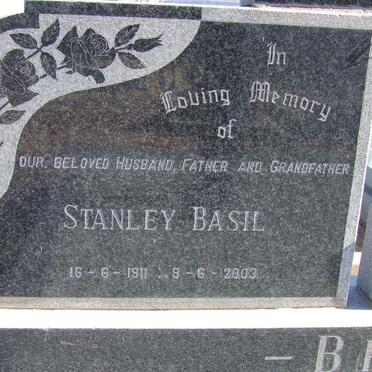 In
Loving Memory
of
OUR BELOVED HUSBAND, FATHER AND GRANDFATHER
STANLEY BASIL
16-6-1911 : 9-6-2003
– B